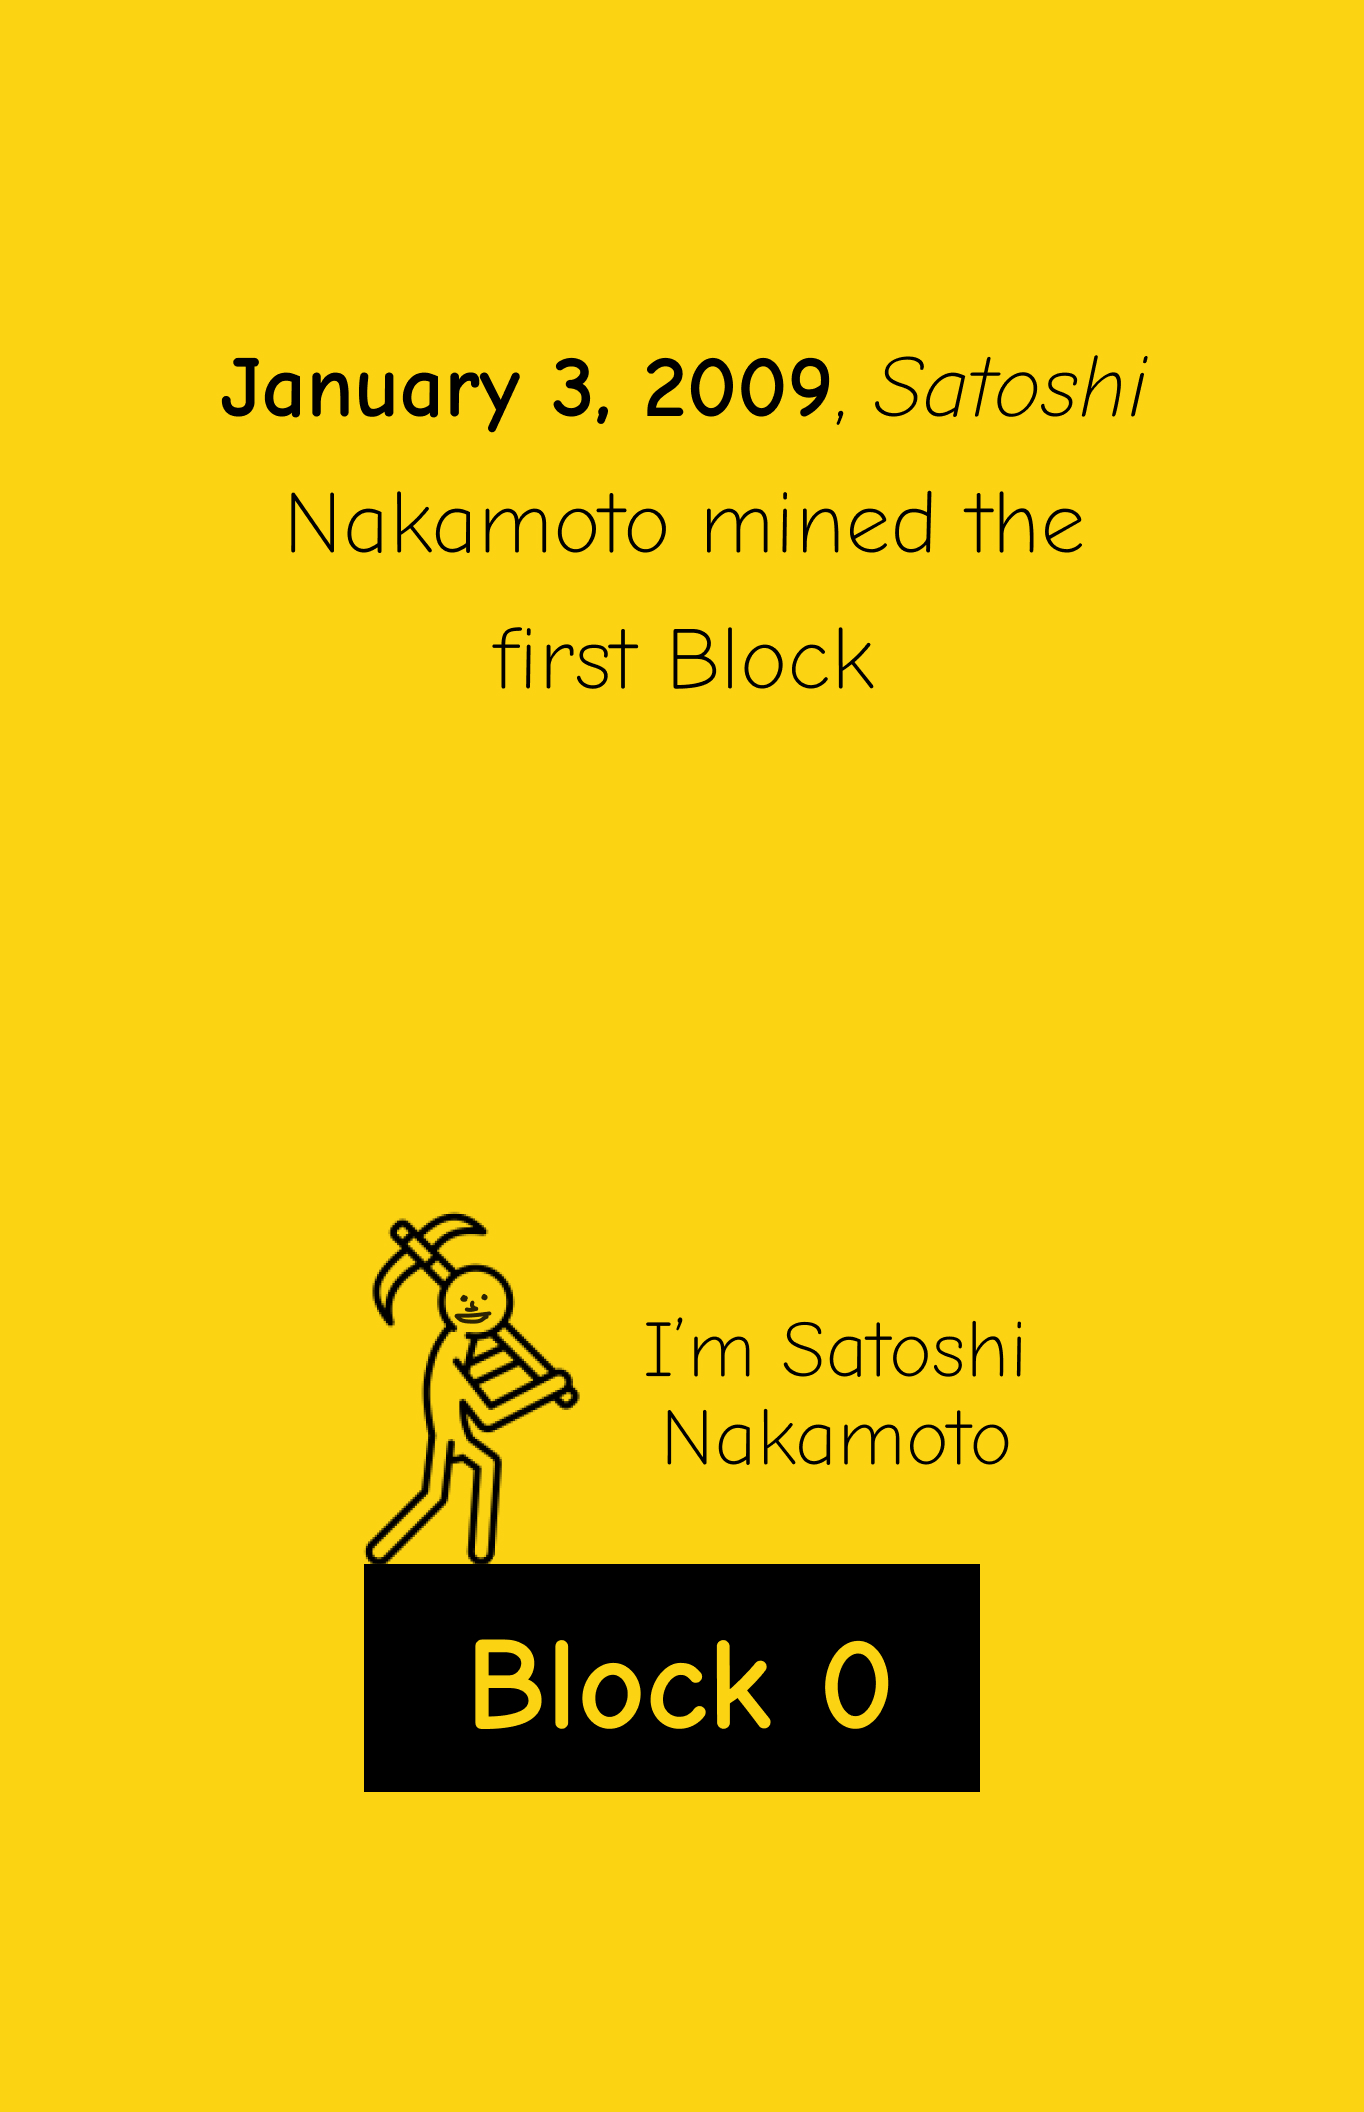 January 3, 2009, Satoshi
Nakamoto mined the
first Block
I'm Satoshi
Nakamoto
Block 0